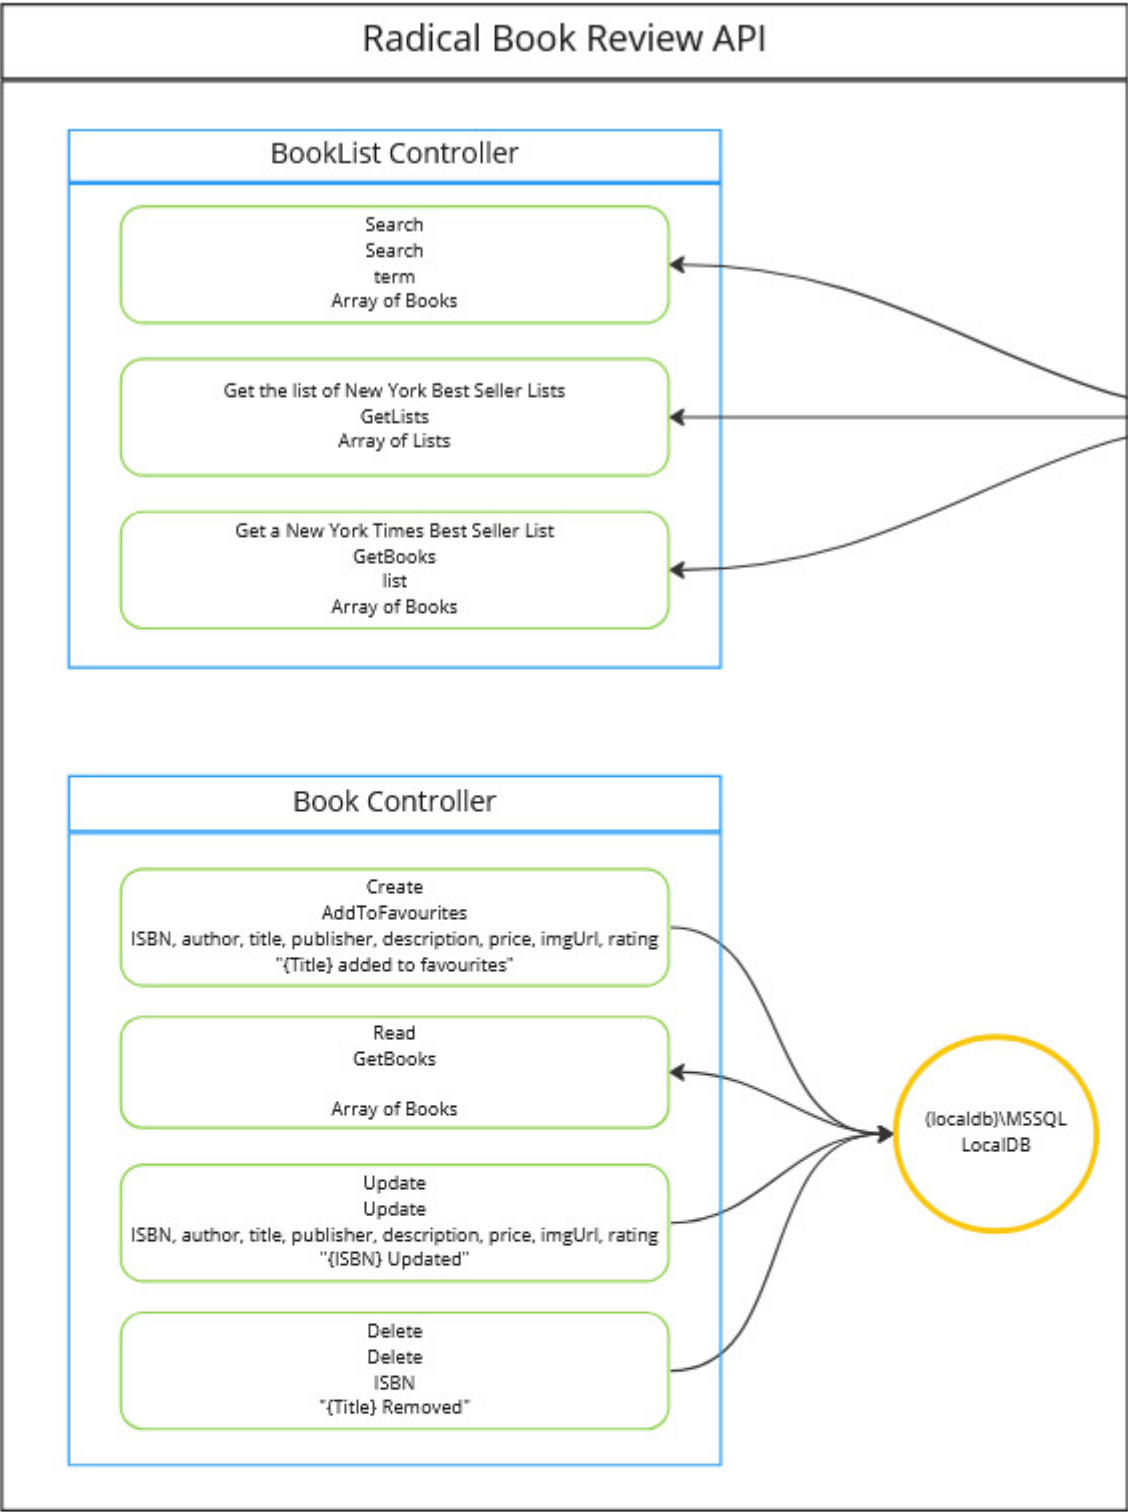 Radical Book Review API
BookList Controller
Search
Search
term
Array of Books
Get the list of New York Best Seller Lists
GetLists
Array of Lists
Get a New York Times Best Seller List
GetBooks
list
Array of Books
Book Controller
Create
AddToFavourites
ISBN, author, title, publisher, description, price, imgUrl, rating
"{Title} added to favourites"
Read
GetBooks
Array of Books
Update
Update
ISBN, author, title, publisher, description, price, imgUrl, rating
"{ISBN} Updated"
Delete
Delete
ISBN
"{Title} Removed"
(localdb)\MSSQL
LocalDB